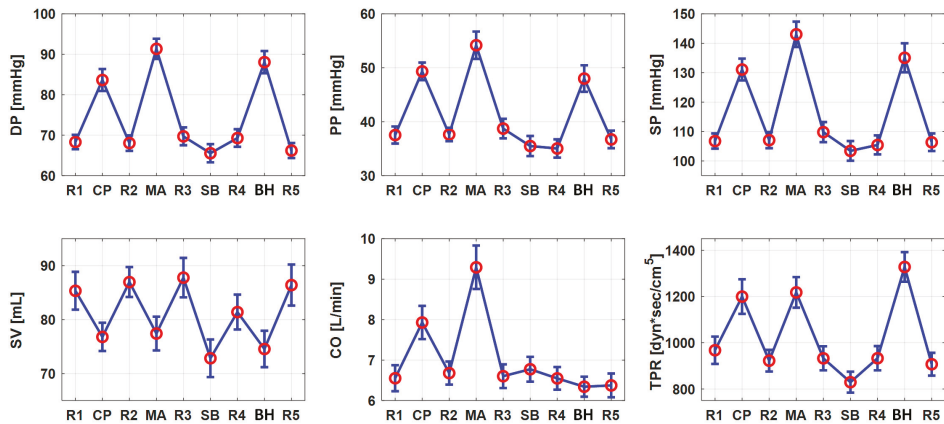 DP [mmHg]
100
90
80
70
60
R1 CP R2 MA R3 SB R4 BH R5
PP [mmHg]
60
50
40
30
R1 CP R2 MA R3 SB R4 BH R5
SP [mmHg]
150
140
130
120
110
100
R1 CP R2 MA R3 SB R4 BH R5
SV [mL]
90
80
70
R1 CP R2 MA R3 SB R4 BH R5
CO [L/min]
10
9
8
7
6
R1 CP R2 MA R3 SB R4 BH R5
TPR [dyn*sec/cm⁵]
1400
1200
1000
800
R1 CP R2 MA R3 SB R4 BH R5